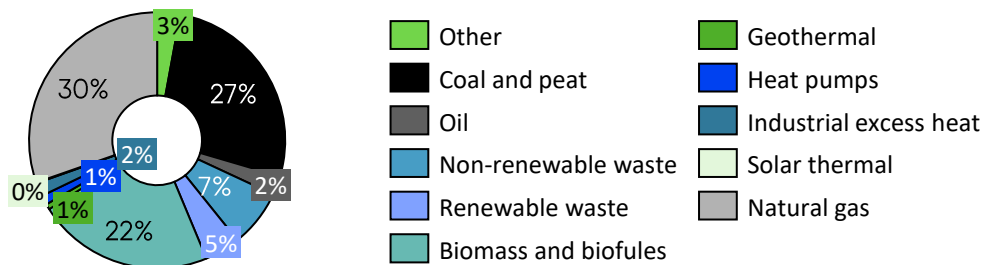 3%
27%
30%
2%
1%
0%
1%
7%
2%
22%
5%
Other
Coal and peat
Oil
Non-renewable waste
Renewable waste
Biomass and biofules
Geothermal
Heat pumps
Industrial excess heat
Solar thermal
Natural gas